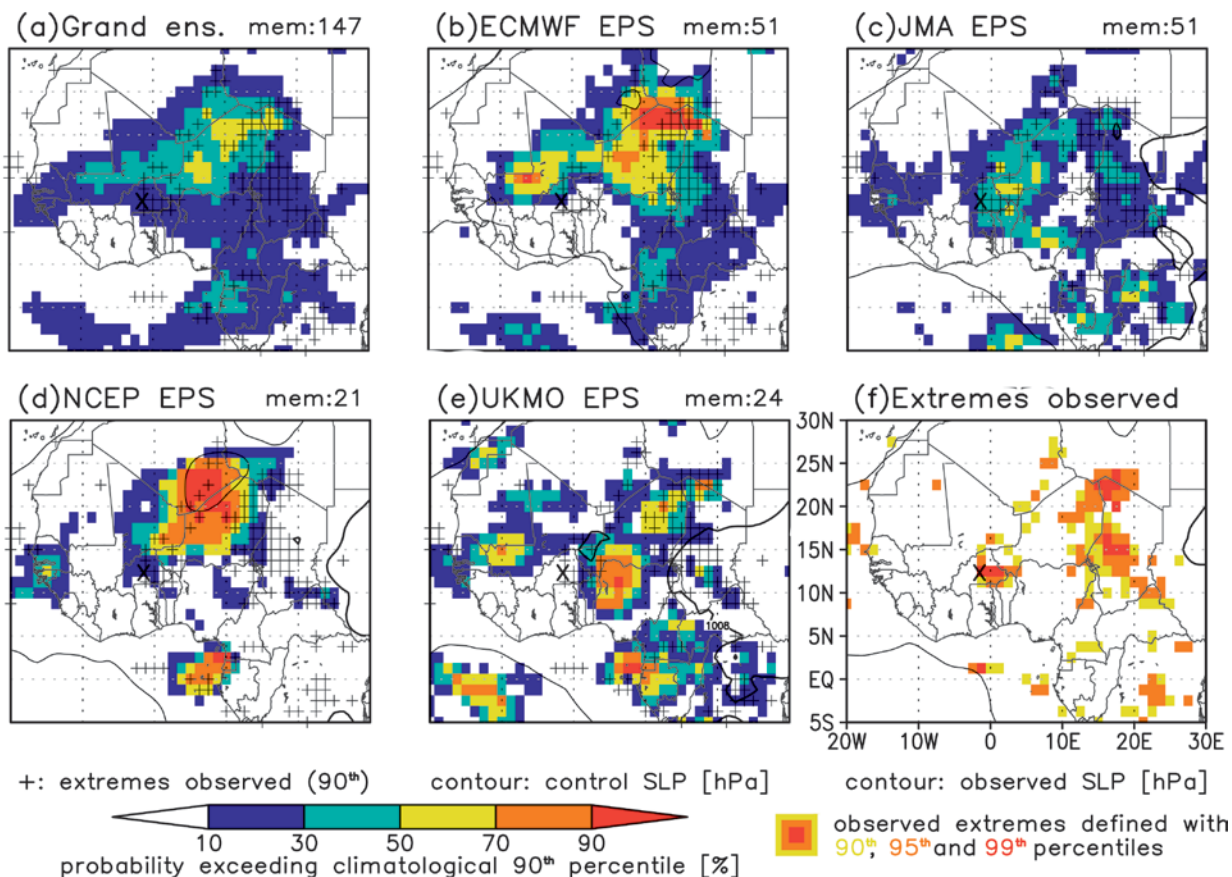 (a)Grand ens. mem:147
(b)ECMWF EPS mem:51
(c)JMA EPS mem:51
X
X
X
(d)NCEP EPS mem:21
(e)UKMO EPS mem:24
(f)Extremes observed
30N
25N
20N
15N
10N
5N
EQ
5S
X
X
X
1008
20W 10W 0 10E 20E 30E
+: extremes observed (90th) contour: control SLP [hPa] contour: observed SLP [hPa]
10 30 50 70 90
probability exceeding climatological 90th percentile [%]
observed extremes defined with
90th, 95th and 99th percentiles